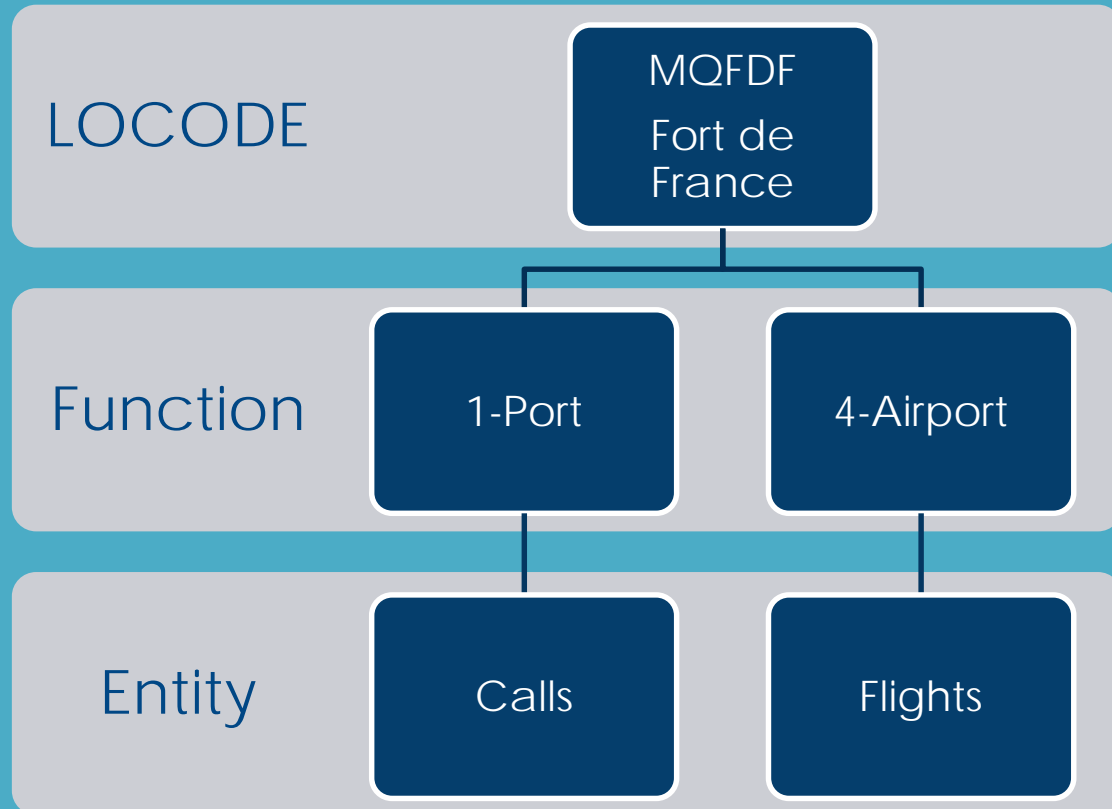 LOCODE
MQFDF
Fort de
France
Function
1-Port
4-Airport
Entity
Calls
Flights